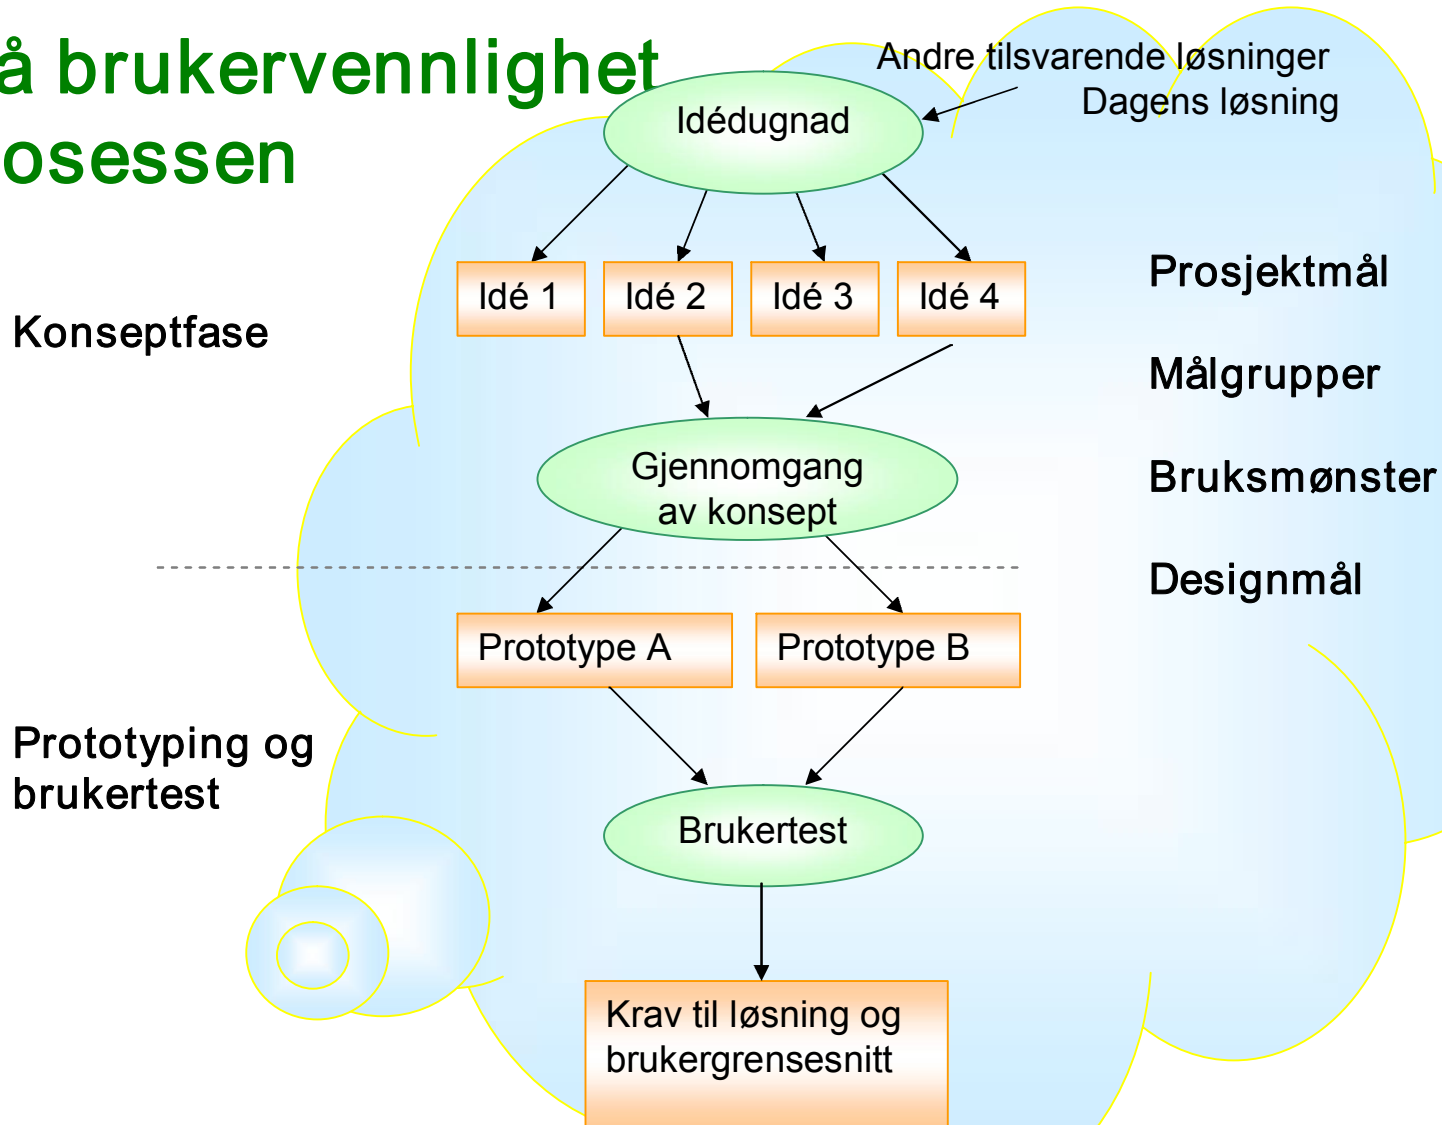 å brukervennlighet
osessen
Andre tilsvarende løsninger
Dagens løsning
Idédugnad
Idé 1
Idé 2
Idé 3
Idé 4
Konseptfase
Prosjektmål
Målgrupper
Bruksmønster
Designmål
Gjennomgang
av konsept
Prototype A
Prototype B
Prototyping og
brukertest
Brukertest
Krav til løsning og
brukergrensesnitt